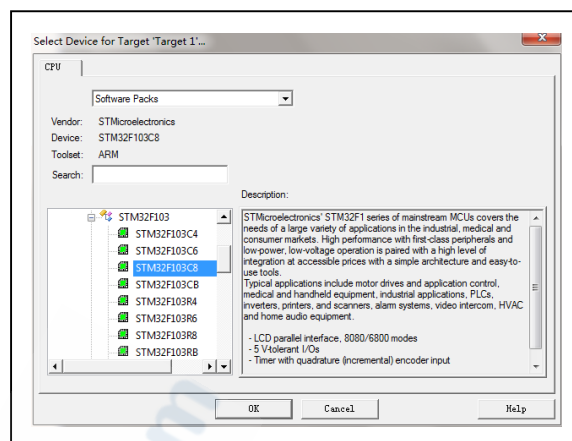 Select Device for Target 'Target 1'...
CPU
Software Packs
Vendor: STMicroelectronics
Device: STM32F103C8
Toolset: ARM
Search:
Description:
STM32F103
STM32F103C4
STM32F103C6
STM32F103C8
STM32F103CB
STM32F103R4
STM32F103R6
STM32F103R8
STM32F103RB
STMicroelectronics' STM32F1 series of mainstream MCUs covers the
needs of a large variety of applications in the industrial, medical and
consumer markets. High performance with first-class peripherals and
low-power, low-voltage operation is paired with a high level of
integration at accessible prices with a simple architecture and easy-to-
use tools.
Typical applications include motor drives and application control,
medical and handheld equipment, industrial applications, PLCs,
inverters, printers, and scanners, alarm systems, video intercom, HVAC
and home audio equipment.
- LCD parallel interface, 8080/6800 modes
- 5 V-tolerant I/Os
- Timer with quadrature (incremental) encoder input
OK
Cancel
Help